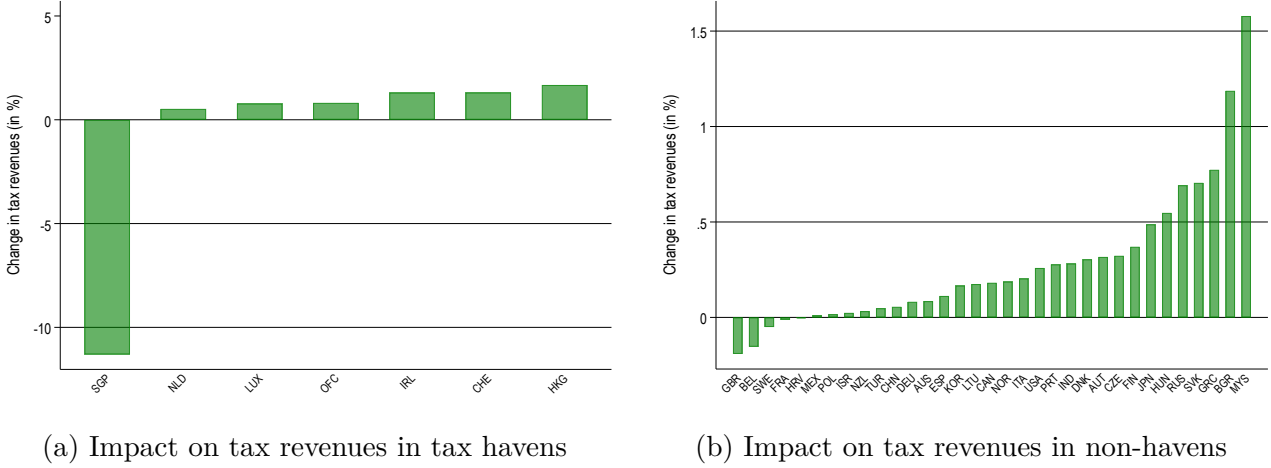 Change in tax revenues (in %)
5
0
-5
-10
SGP NLD LUX OFC IRL CHE HKG
(a) Impact on tax revenues in tax havens
Change in tax revenues (in %)
1.5
1
.5
0
GBR BEL SWE FRA HRV MEX POL ISR NZL TUR CHN DEU AUS ESP KOR LTU CAN NOR ITA USA PRT IND DNK AUT CZE FIN JPN HUN RUS SVK GRC BGR MYS
(b) Impact on tax revenues in non-havens